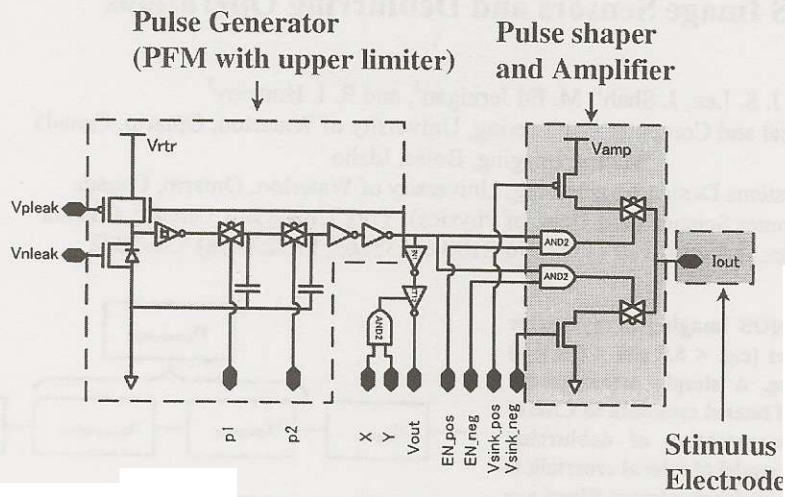 Pulse Generator
(PFM with upper limiter)
Pulse shaper
and Amplifier
Vrtr
Vamp
Vpleak
Vnleak
AND2
AND2
Iout
AND2
p1
p2
X
Y
Vout
EN_pos
EN_neg
Vsink_pos
Vsink_neg
Stimulus
Electrode